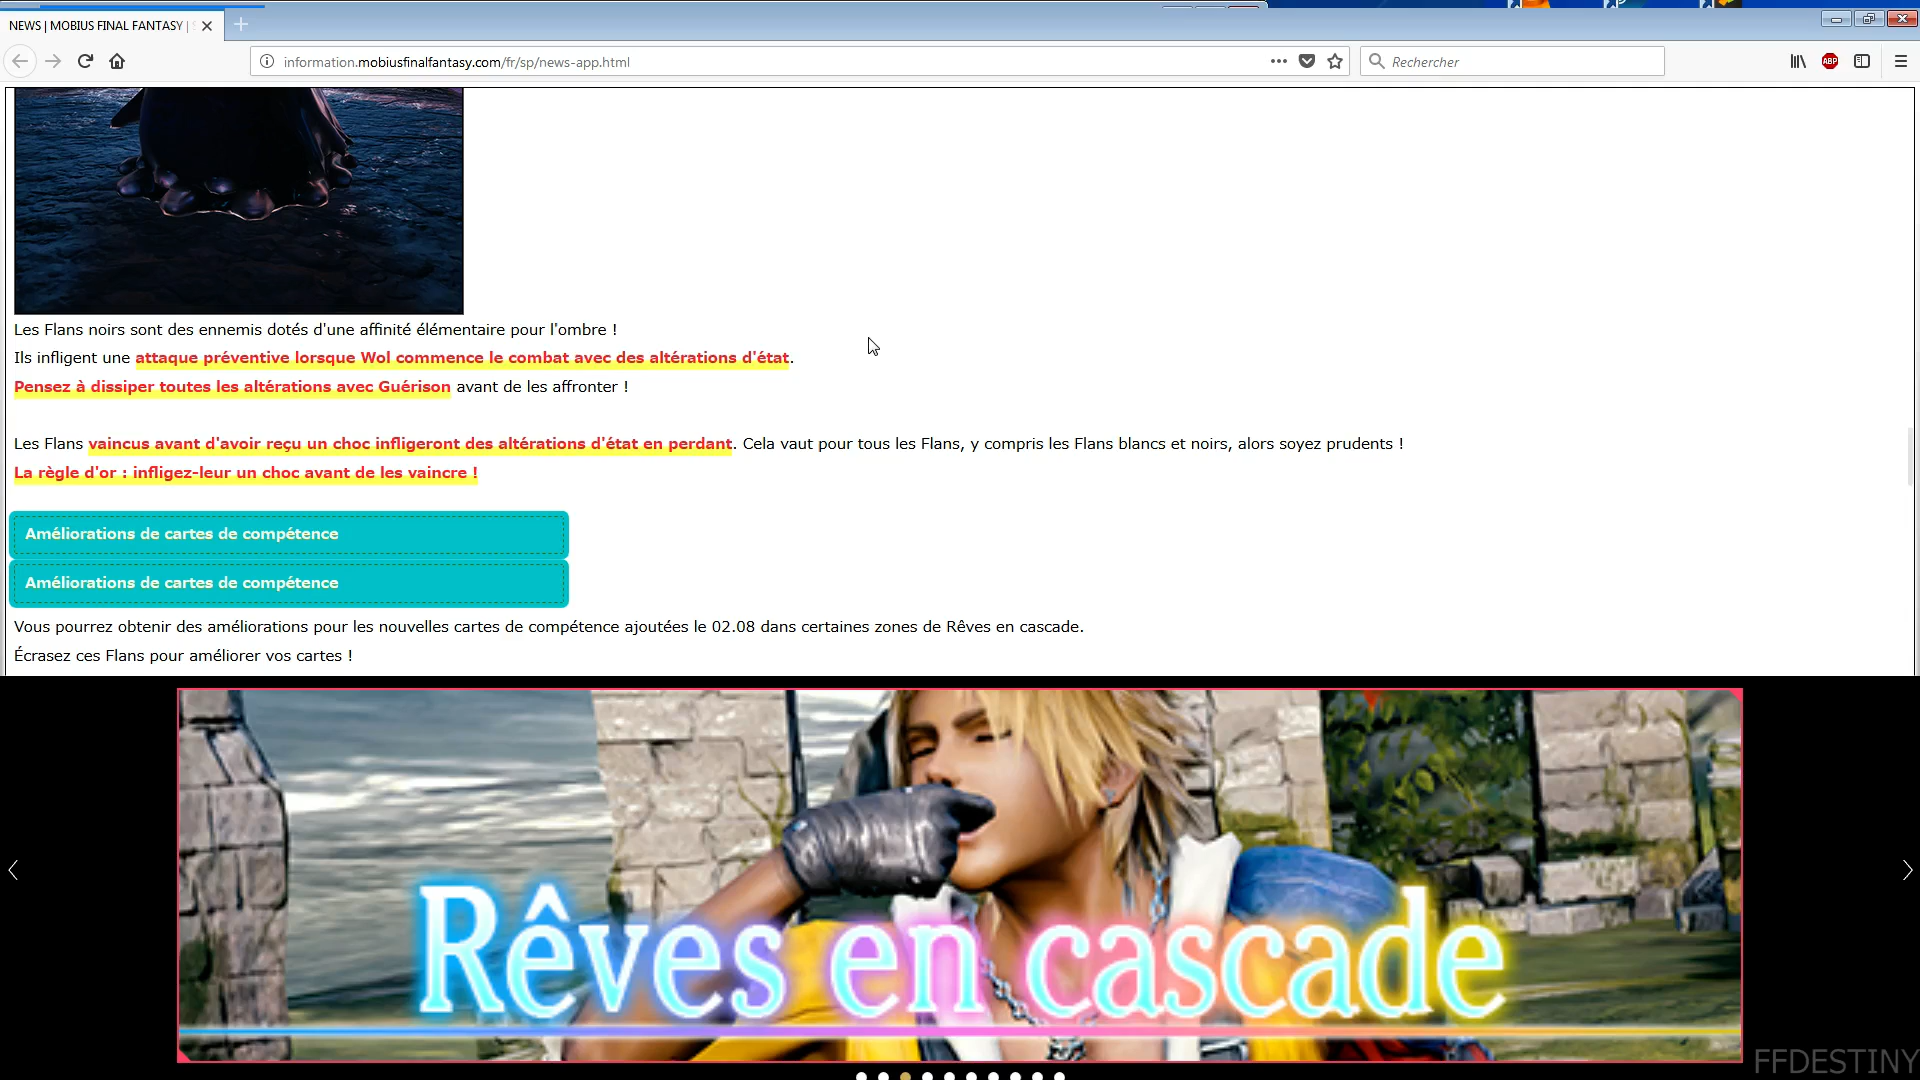 NEWS | MOBIUS FINAL FANTASY |
information.mobiusfinalfantasy.com/fr/sp/news-app.html
Rechercher
ABP
Les Flans noirs sont des ennemis dotés d'une affinité élémentaire pour l'ombre !
Ils infligent une attaque préventive lorsque Wol commence le combat avec des altérations d'état.
Pensez à dissiper toutes les altérations avec Guérison avant de les affronter !
Les Flans vaincus avant d'avoir reçu un choc infligeront des altérations d'état en perdant. Cela vaut pour tous les Flans, y compris les Flans blancs et noirs, alors soyez prudents !
La règle d'or : infligez-leur un choc avant de les vaincre !
Améliorations de cartes de compétence
Améliorations de cartes de compétence
Vous pourrez obtenir des améliorations pour les nouvelles cartes de compétence ajoutées le 02.08 dans certaines zones de Rêves en cascade.
Écrasez ces Flans pour améliorer vos cartes !
Rêves en cascade
FFDESTINY